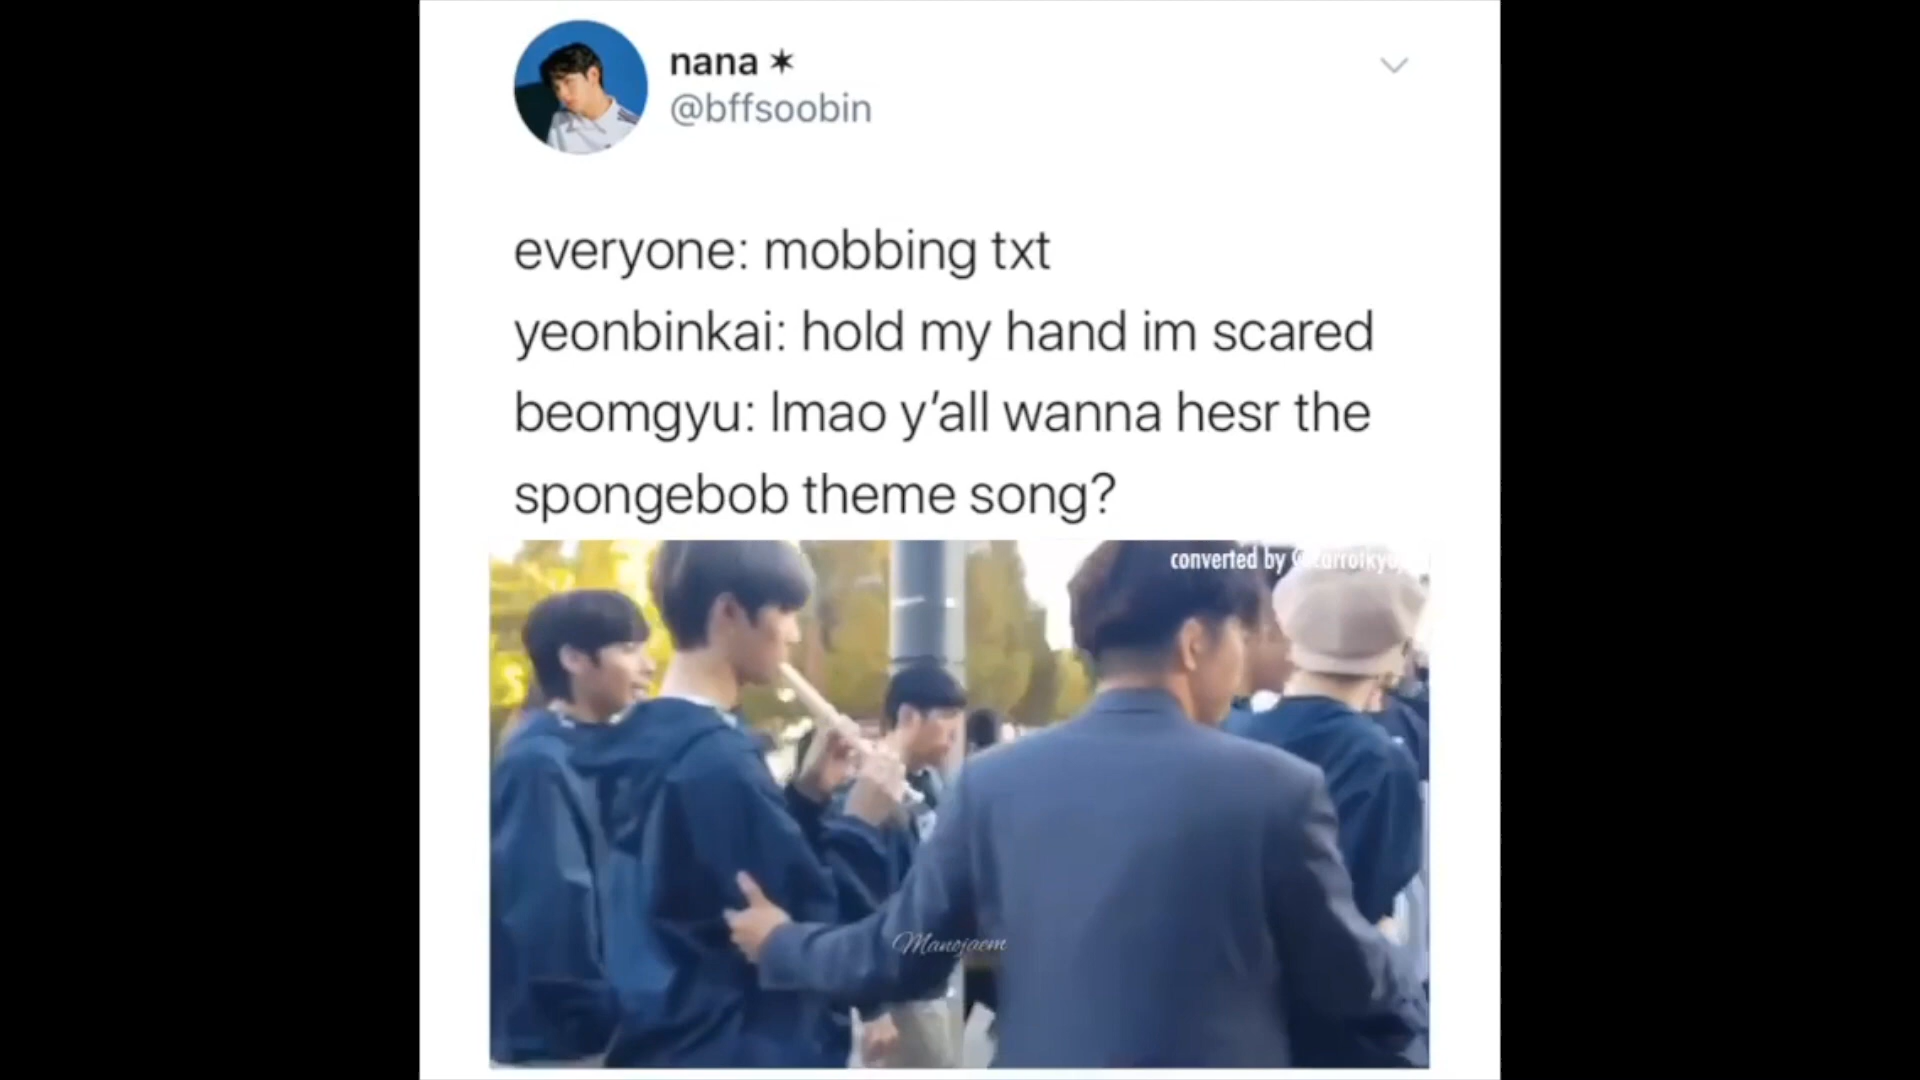 nana ✶
@bffsoobin
everyone: mobbing txt
yeonbinkai: hold my hand im scared
beomgyu: lmao y’all wanna hesr the
spongebob theme song?
converted by
Manojaem